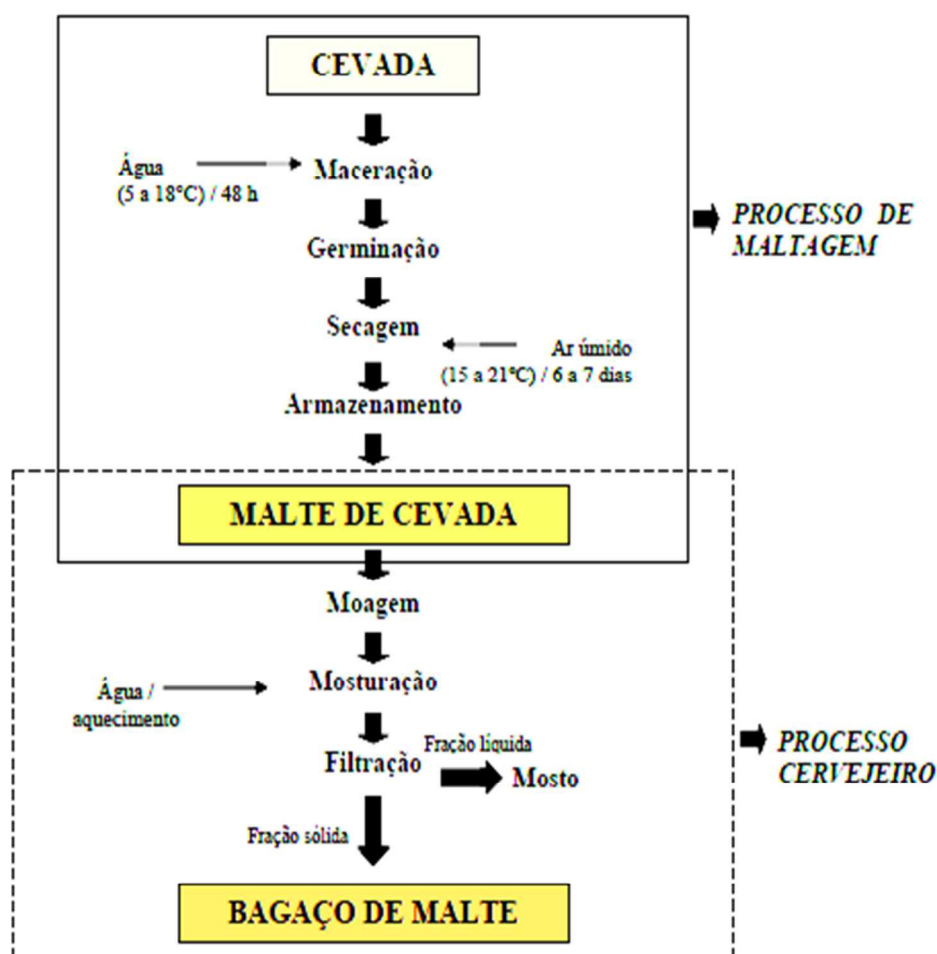 CEVADA
Água
(5 a 18°C) / 48 h
Maceração
PROCESSO DE
MALTAGEM
Germinação
Secagem
Ar úmido
(15 a 21°C) / 6 a 7 dias
Armazenamento
MALTE DE CEVADA
Moagem
Água /
aquecimento
Mosturação
Filtração
Fração líquida
Mosto
PROCESSO
CERVEJEIRO
Fração sólida
BAGAÇO DE MALTE